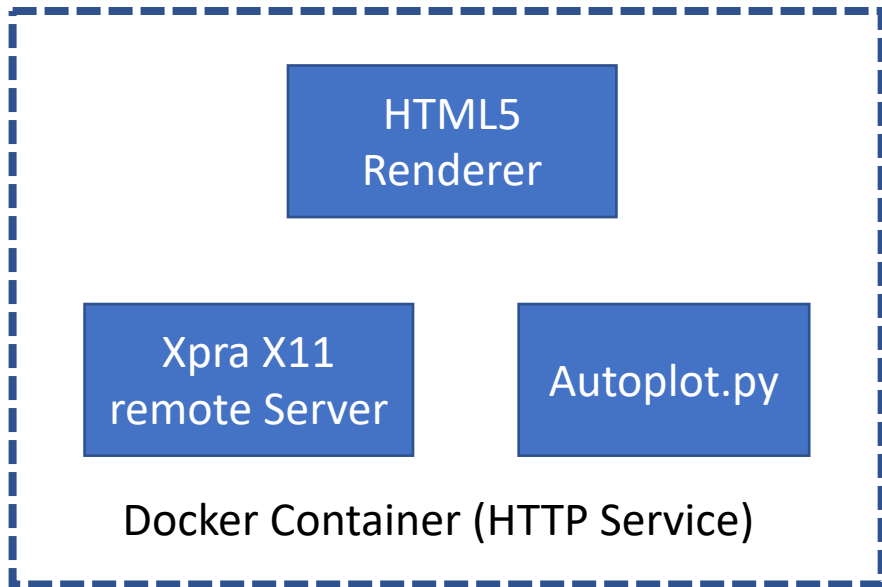 HTML5
Renderer
Xpra X11
remote Server
Autoplot.py
Docker Container (HTTP Service)